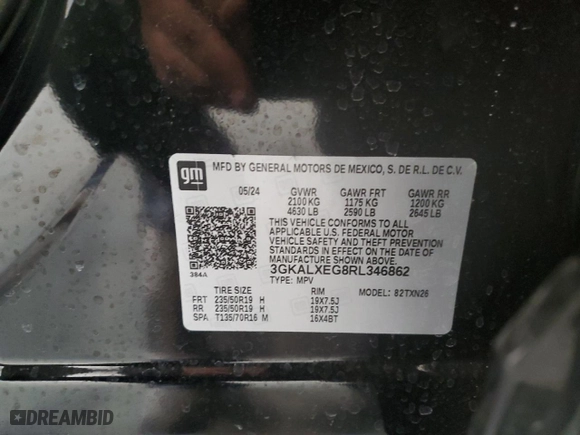 gm MFD BY GENERAL MOTORS DE MEXICO, S. DE R.L. DE C.V.
05/24 GVWR GAWR FRT GAWR RR
2100 KG 1175 KG 1200 KG
4630 LB 2590 LB 2645 LB
THIS VEHICLE CONFORMS TO ALL
APPLICABLE U.S. FEDERAL MOTOR
VEHICLE SAFETY AND THEFT PREVENTION
STANDARDS IN EFFECT ON THE DATE OF
MANUFACTURE SHOWN ABOVE.
384A 3GKALXEG8RL346862
TYPE: MPV
TIRE SIZE RIM MODEL: 82TXN26
FRT 235/50R19 H 19X7.5J
RR 235/50R19 H 19X7.5J
SPA T135/70R16 M 16X4BT
DREAMBID